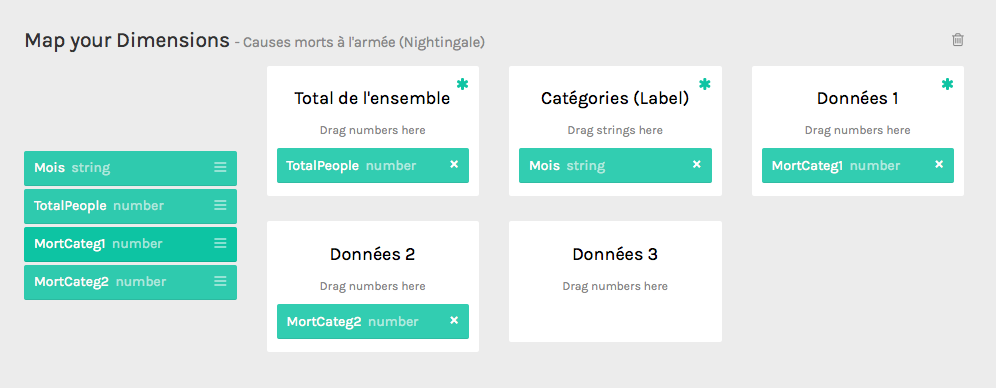 Map your Dimensions - Causes morts à l'armée (Nightingale)
Mois string
TotalPeople number
MortCateg1 number
MortCateg2 number
Total de l'ensemble
Drag numbers here
TotalPeople number
Catégories (Label)
Drag strings here
Mois string
Données 1
Drag numbers here
MortCateg1 number
Données 2
Drag numbers here
MortCateg2 number
Données 3
Drag numbers here